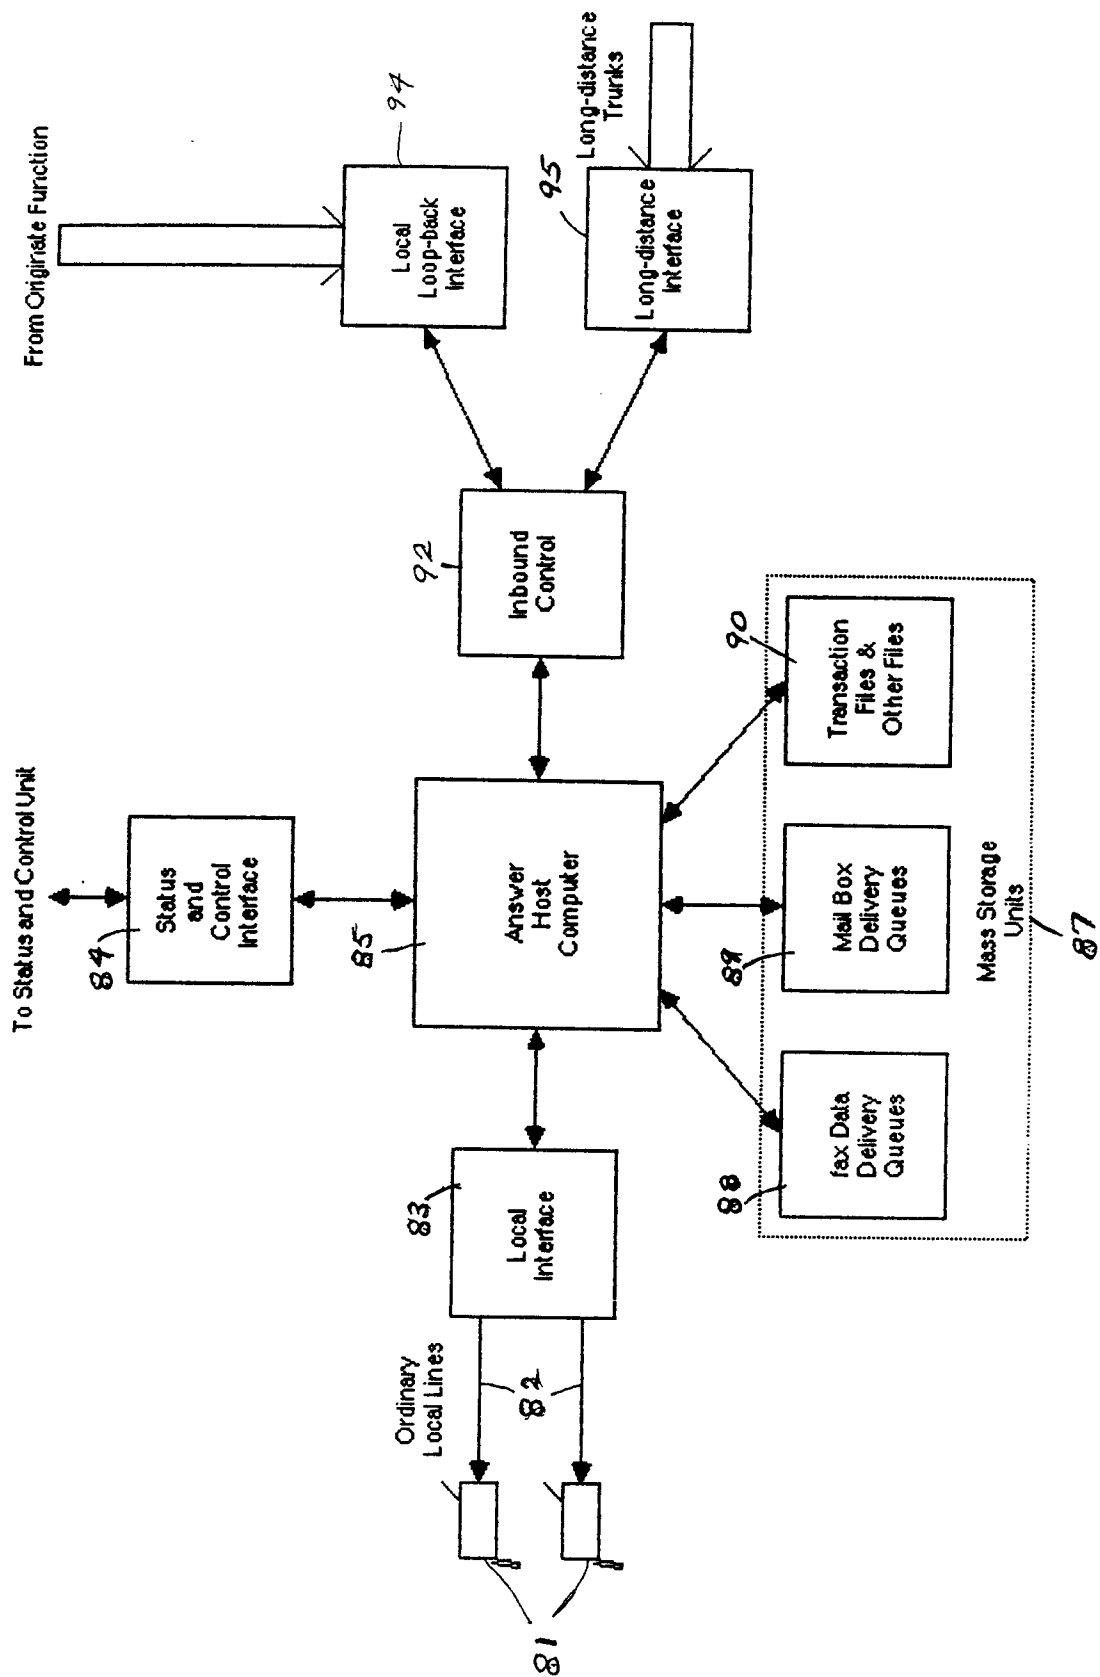 From Originate Function
94
Local
Loop-back
Interface
Long-distance
Trunks
95
Long-distance
Interface
92
Inbound
Control
To Status and Control Unit
84
Status
and
Control
Interface
85
Answer
Host
Computer
90
Transaction
Files &
Other Files
89
Mail Box
Delivery
Queues
88
fax Data
Delivery
Queues
Mass Storage
Units
87
83
Local
Interface
Ordinary
Local Lines
82
81